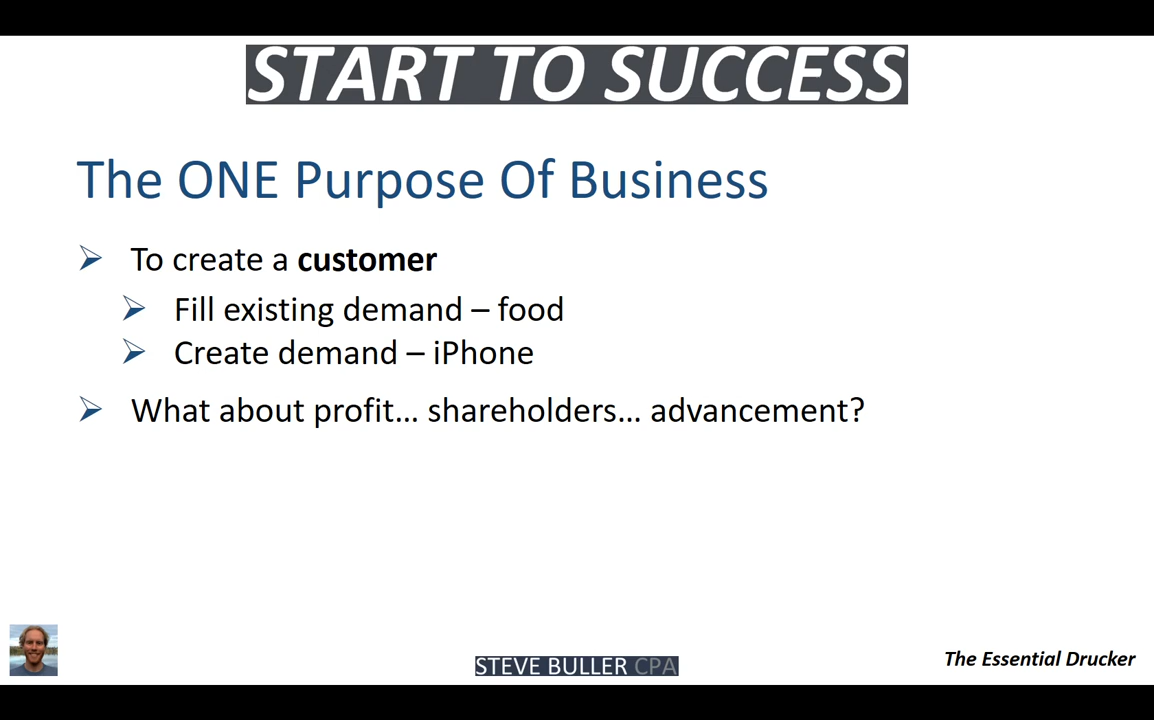 START TO SUCCESS
The ONE Purpose Of Business
To create a customer
Fill existing demand – food
Create demand – iPhone
What about profit... shareholders... advancement?
STEVE BULLER CPA
The Essential Drucker